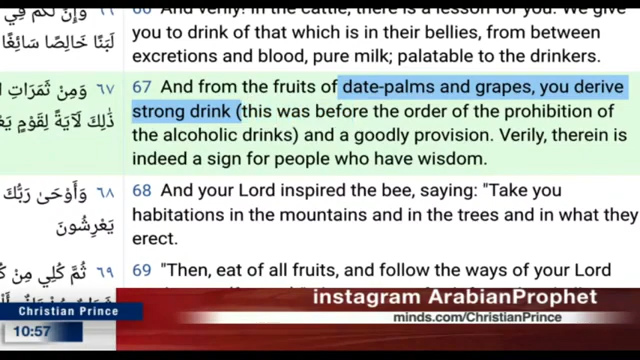 66 And verily! In the cattle, there is a lesson for you. We give
you to drink of that which is in their bellies, from between
excretions and blood, pure milk; palatable to the drinkers.
وَإِنَّ لَكُمْ فِي
لَبَنًا خَالِصًا سَائِغًا
67 And from the fruits of date-palms and grapes, you derive
strong drink (this was before the order of the prohibition of
the alcoholic drinks) and a goodly provision. Verily, therein is
indeed a sign for people who have wisdom.
٦٧ وَمِنْ ثَمَرَاتِ
ذَٰلِكَ لَآيَةً لِقَوْمٍ
68 And your Lord inspired the bee, saying: "Take you
habitations in the mountains and in the trees and in what they
erect.
٦٨ وَأَوْحَىٰ رَبُّكَ
يَعْرِشُونَ
69 "Then, eat of all fruits, and follow the ways of your Lord
٦٩ ثُمَّ كُلِي مِنْ
instagram ArabianProphet
minds.com/ChristianPrince
Christian Prince
10:57